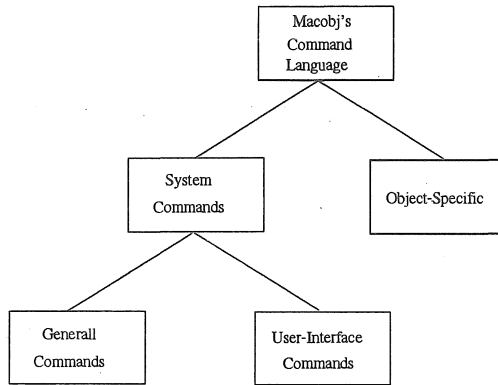 Macobj's
Command
Language
System
Commands
Object-Specific
Generall
Commands
User-Interface
Commands